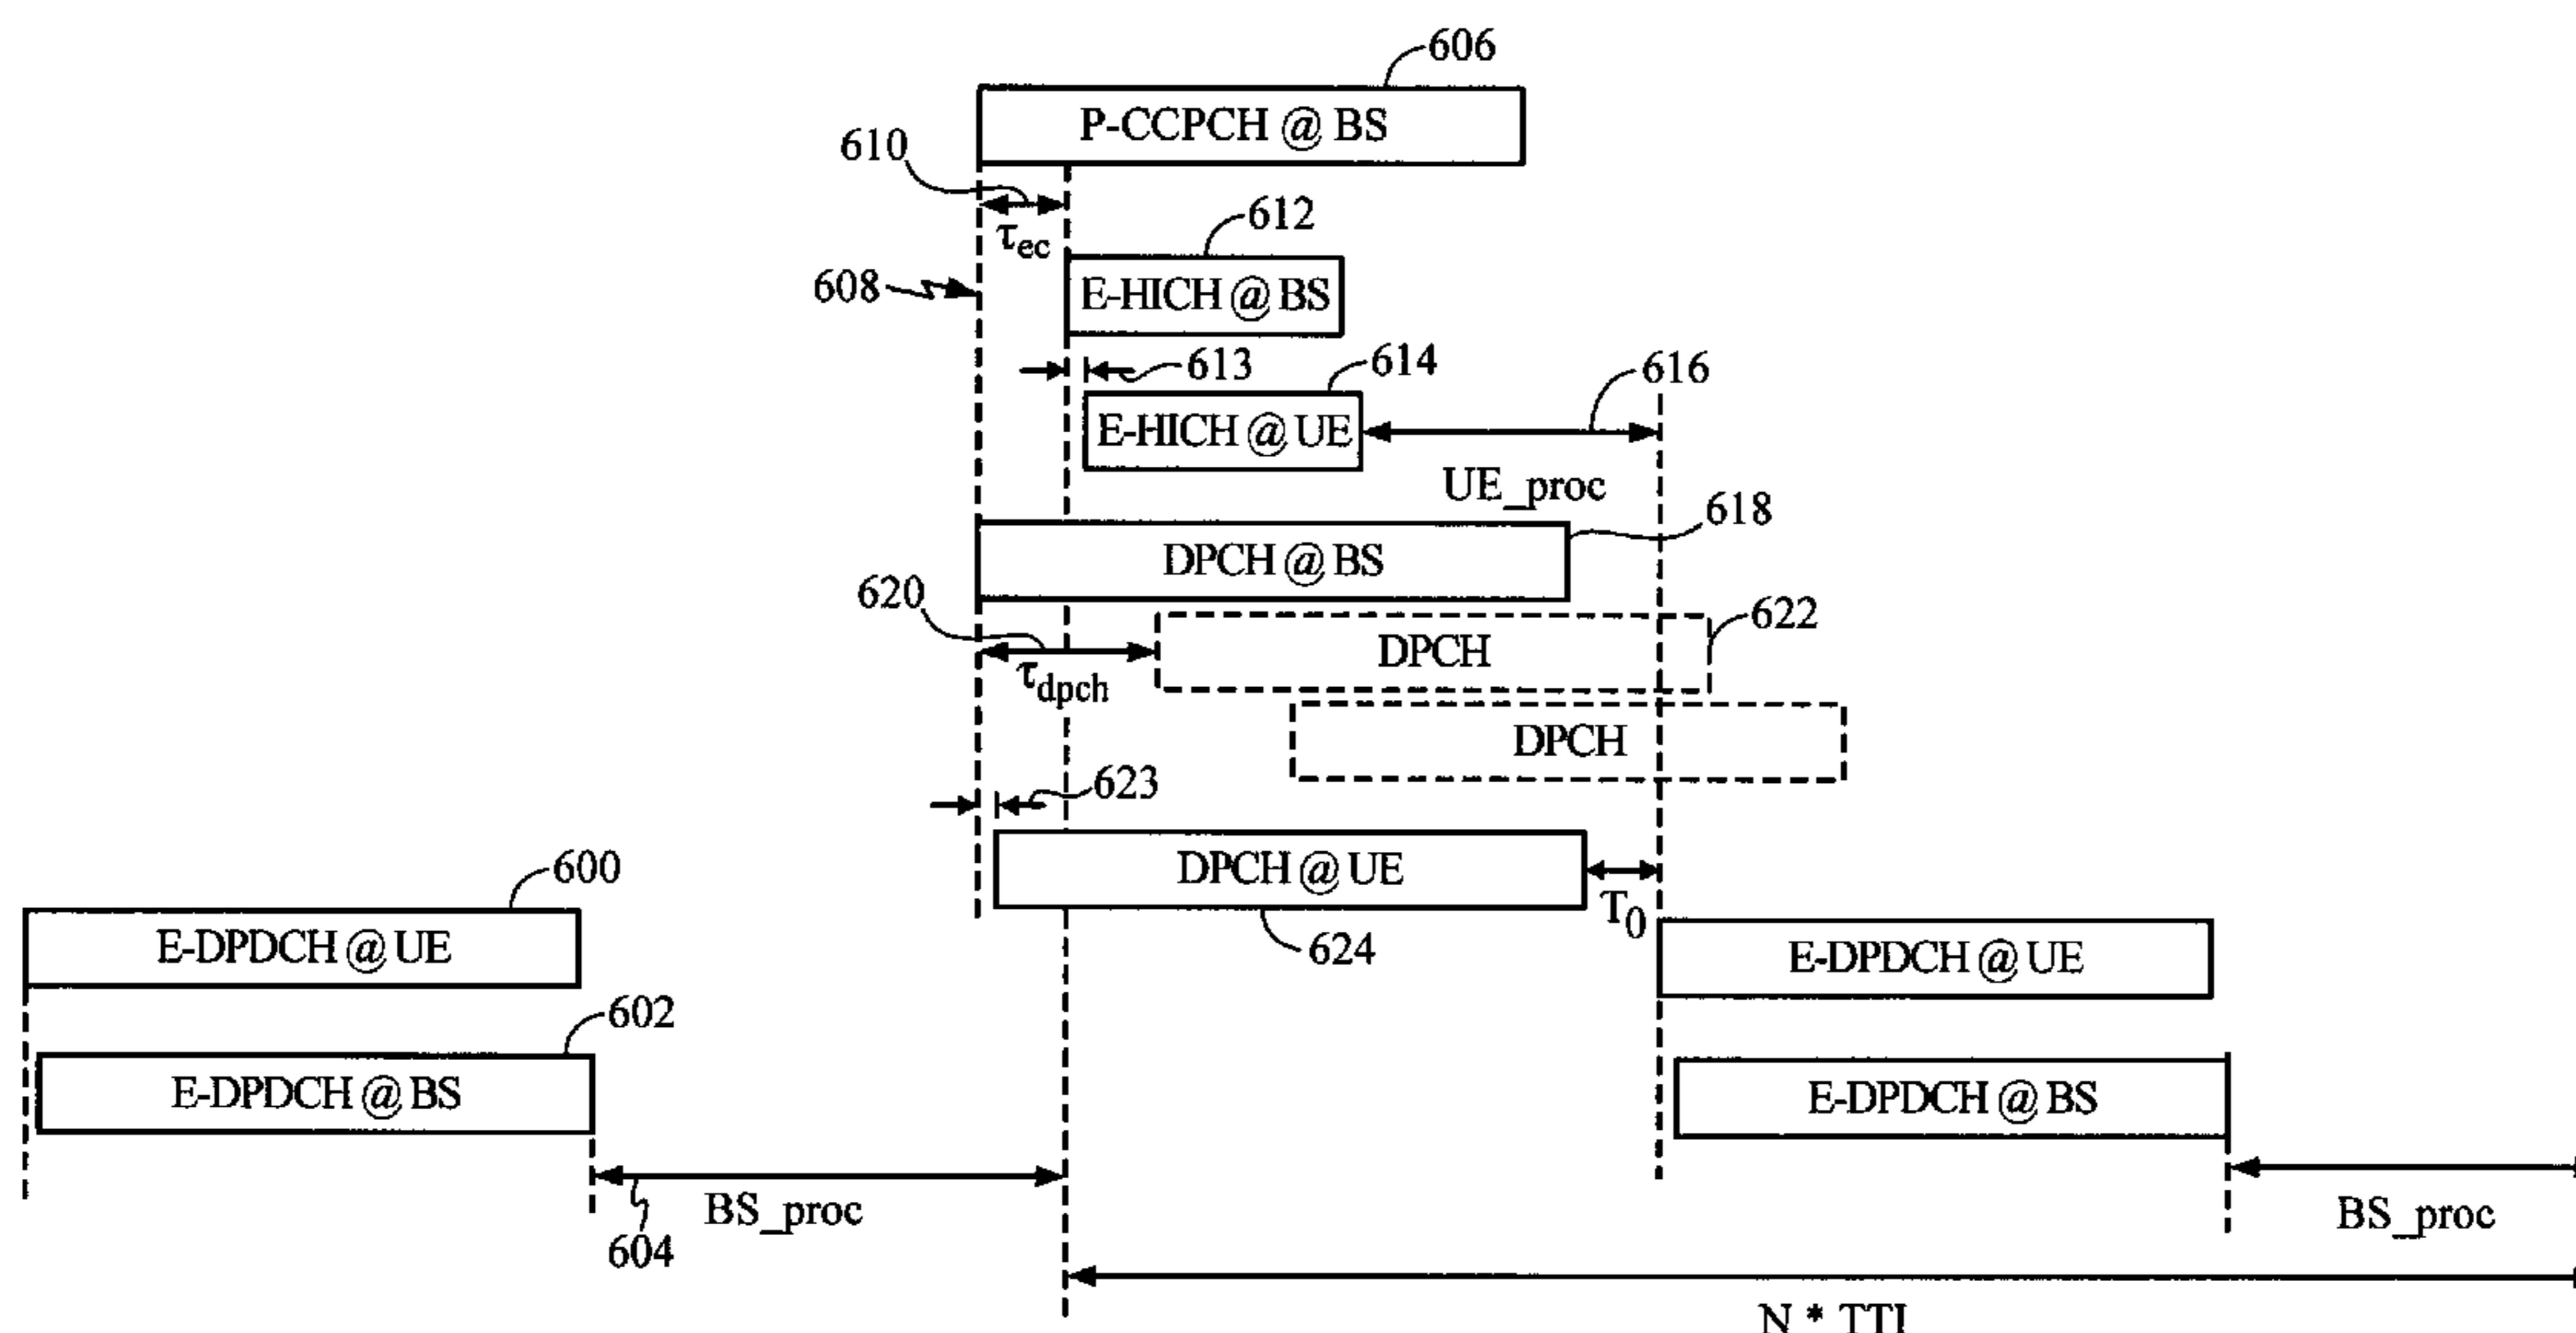 606
P-CCPCH @ BS
610
τec
612
608
E-HICH @ BS
613
614
616
E-HICH @ UE
UE_proc
618
DPCH @ BS
620
622
DPCH
τdpch
DPCH
623
DPCH @ UE
T0
600
624
E-DPDCH @ UE
E-DPDCH @ UE
602
E-DPDCH @ BS
E-DPDCH @ BS
BS_proc
BS_proc
604
N * TTI